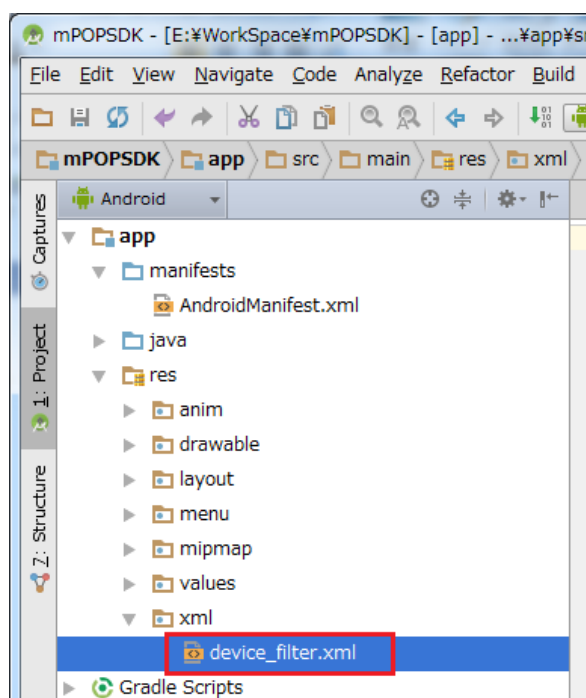 mPOPSDK - [E:¥WorkSpace¥mPOPSDK] - [app] - ...¥app¥s
File Edit View Navigate Code Analyze Refactor Build
mPOPSDK app src main res xml
Captures
1: Project
7: Structure
Android
app
manifests
AndroidManifest.xml
java
res
anim
drawable
layout
menu
mipmap
values
xml
device_filter.xml
Gradle Scripts